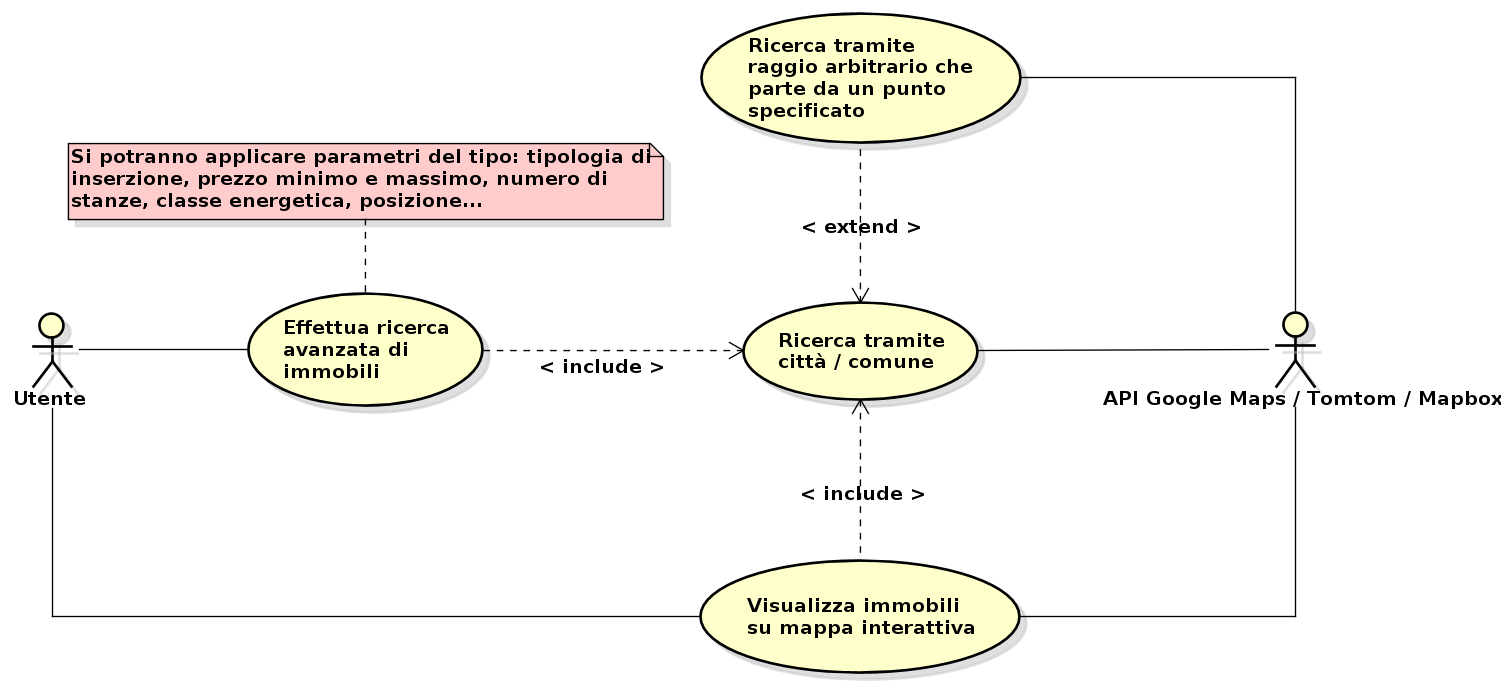 Ricerca tramite
raggio arbitrario che
parte da un punto
specificato
Si potranno applicare parametri del tipo: tipologia di
inserzione, prezzo minimo e massimo, numero di
stanze, classe energetica, posizione...
< extend >
Effettua ricerca
avanzata di
immobili
< include >
Ricerca tramite
città / comune
Utente
API Google Maps / Tomtom / Mapbox
< include >
Visualizza immobili
su mappa interattiva